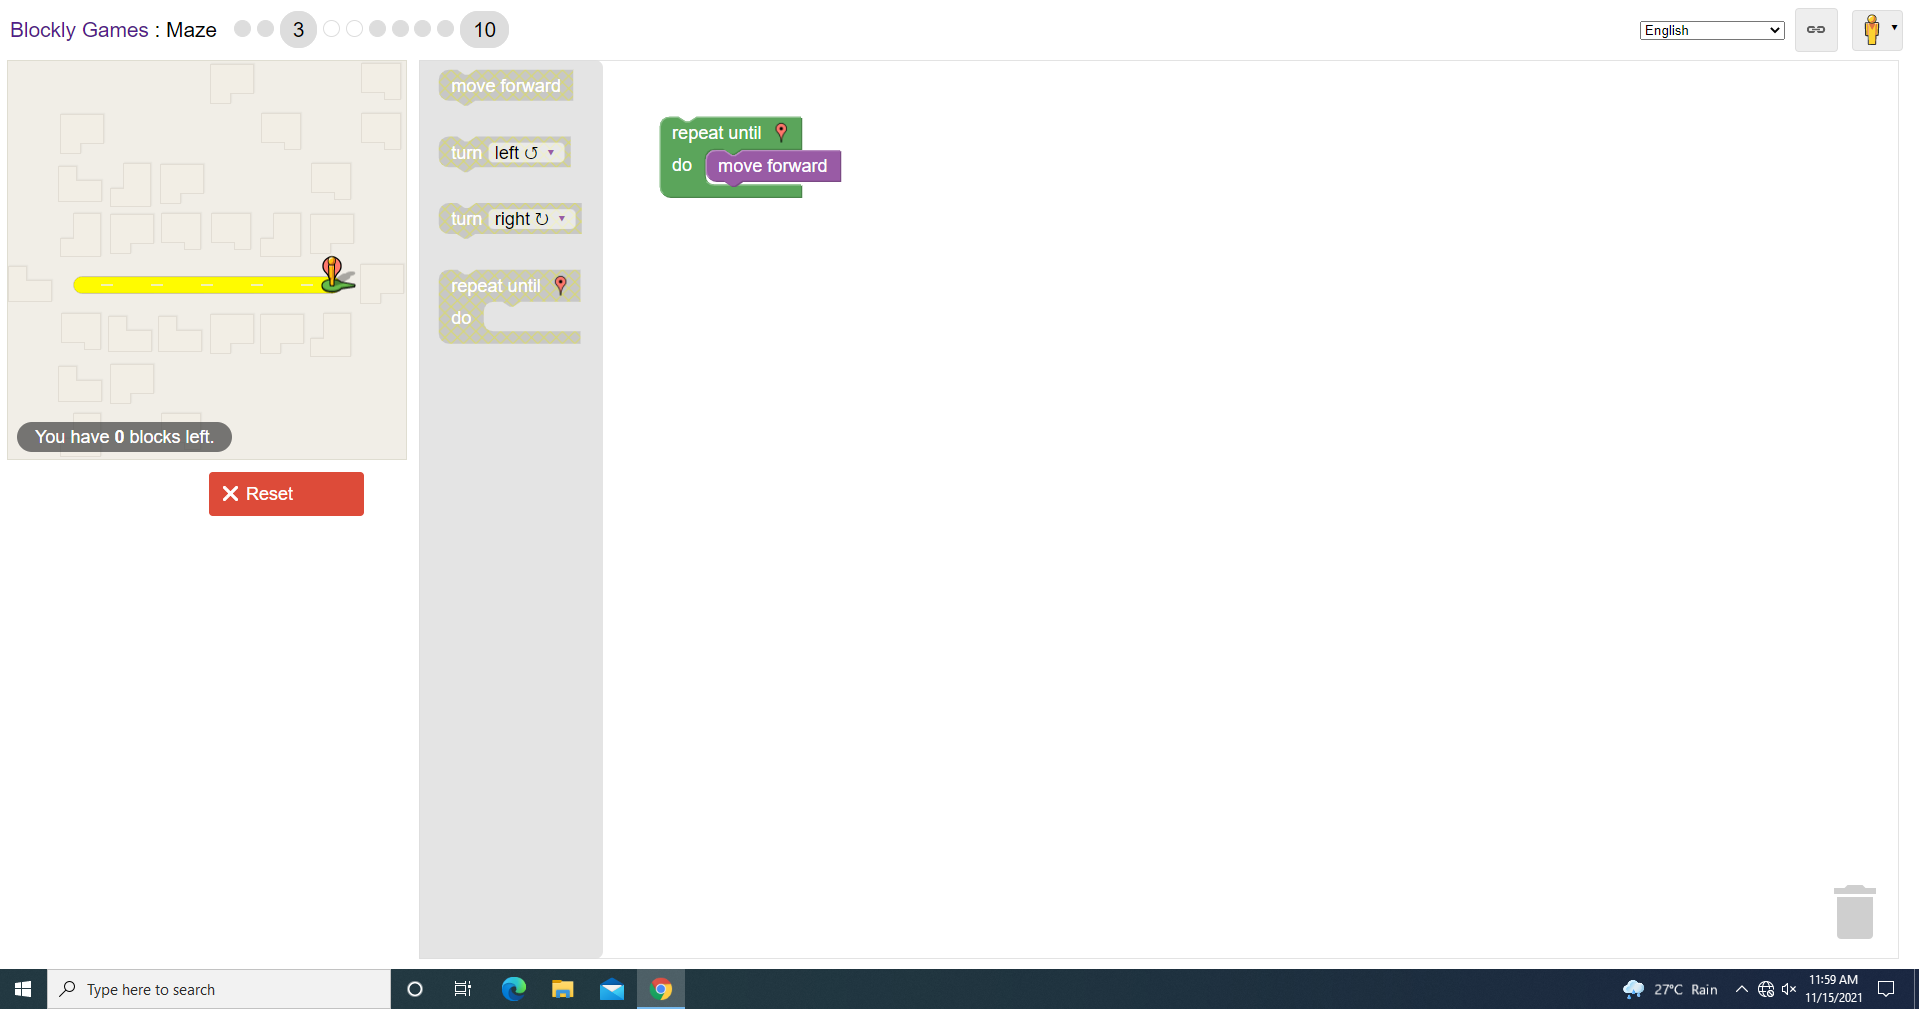 Blockly Games : Maze 3 10
English
move forward
turn left ↺ ▾
turn right ↻ ▾
repeat until
do
repeat until
do move forward
You have 0 blocks left.
Reset
Type here to search
27°C Rain
11:59 AM
11/15/2021